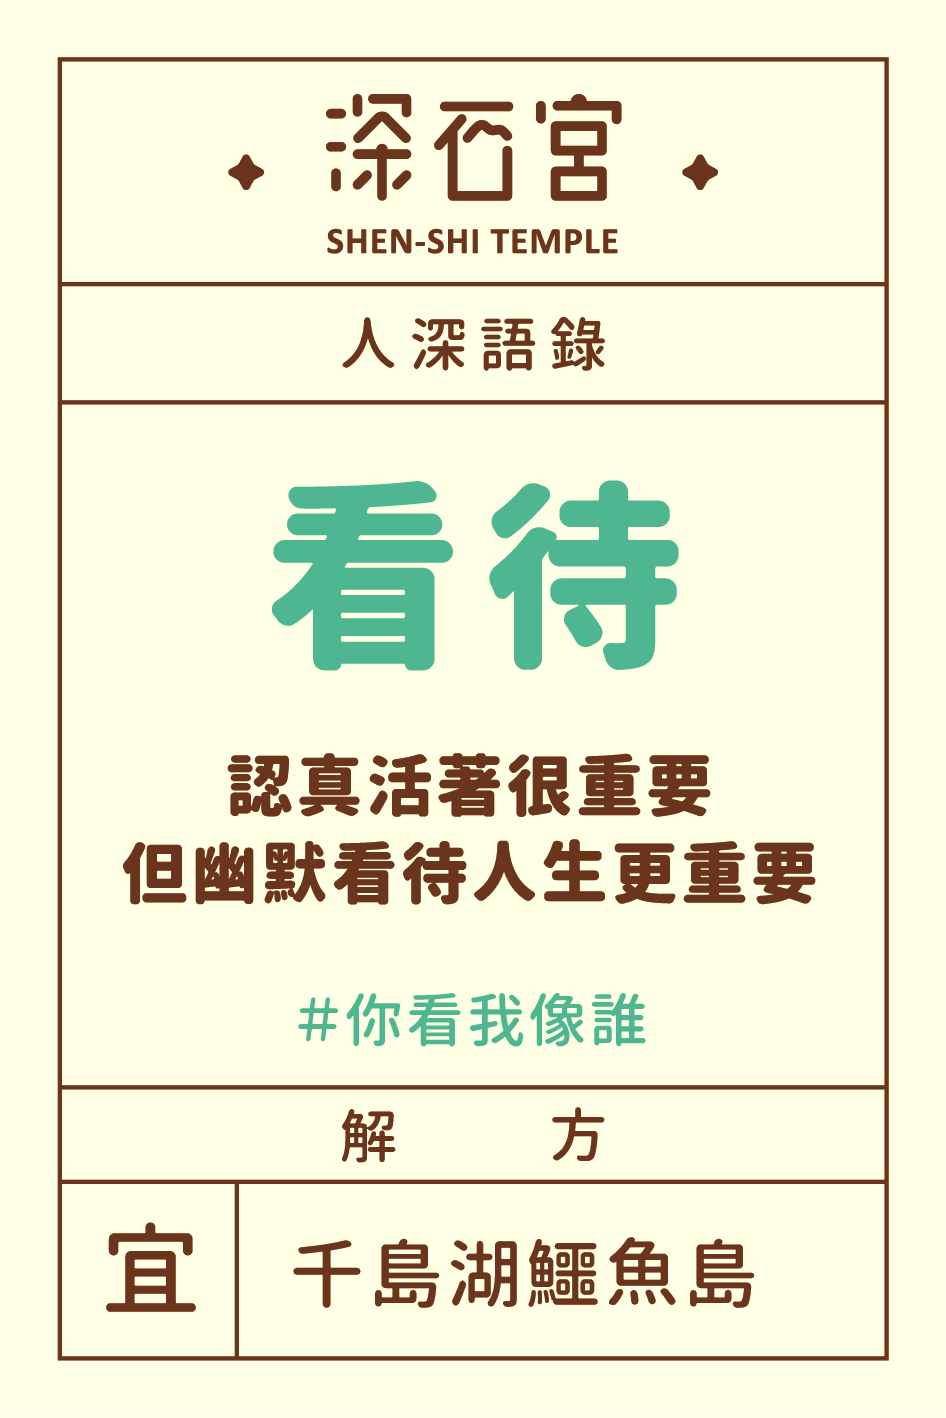 深石宮
SHEN-SHI TEMPLE
人深語錄
看待
認真活著很重要
但幽默看待人生更重要
#你看我像誰
解 方
宜 千島湖鱷魚島